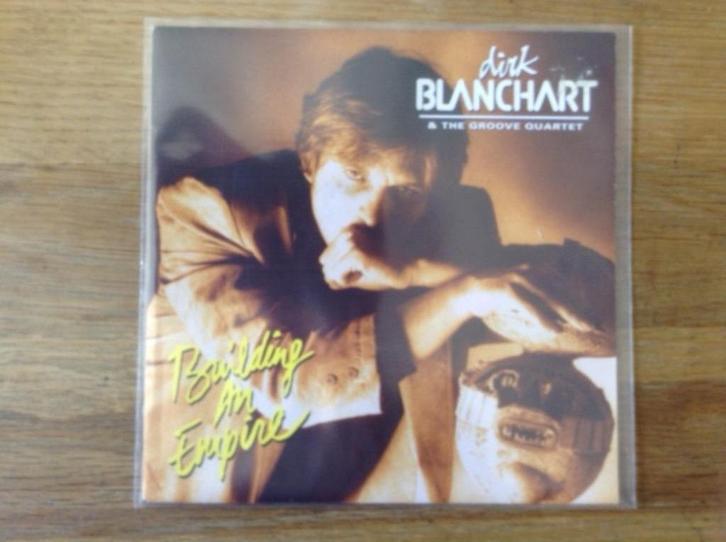 dirk
BLANCHART
& THE GROOVE QUARTET
Building
An
Empire